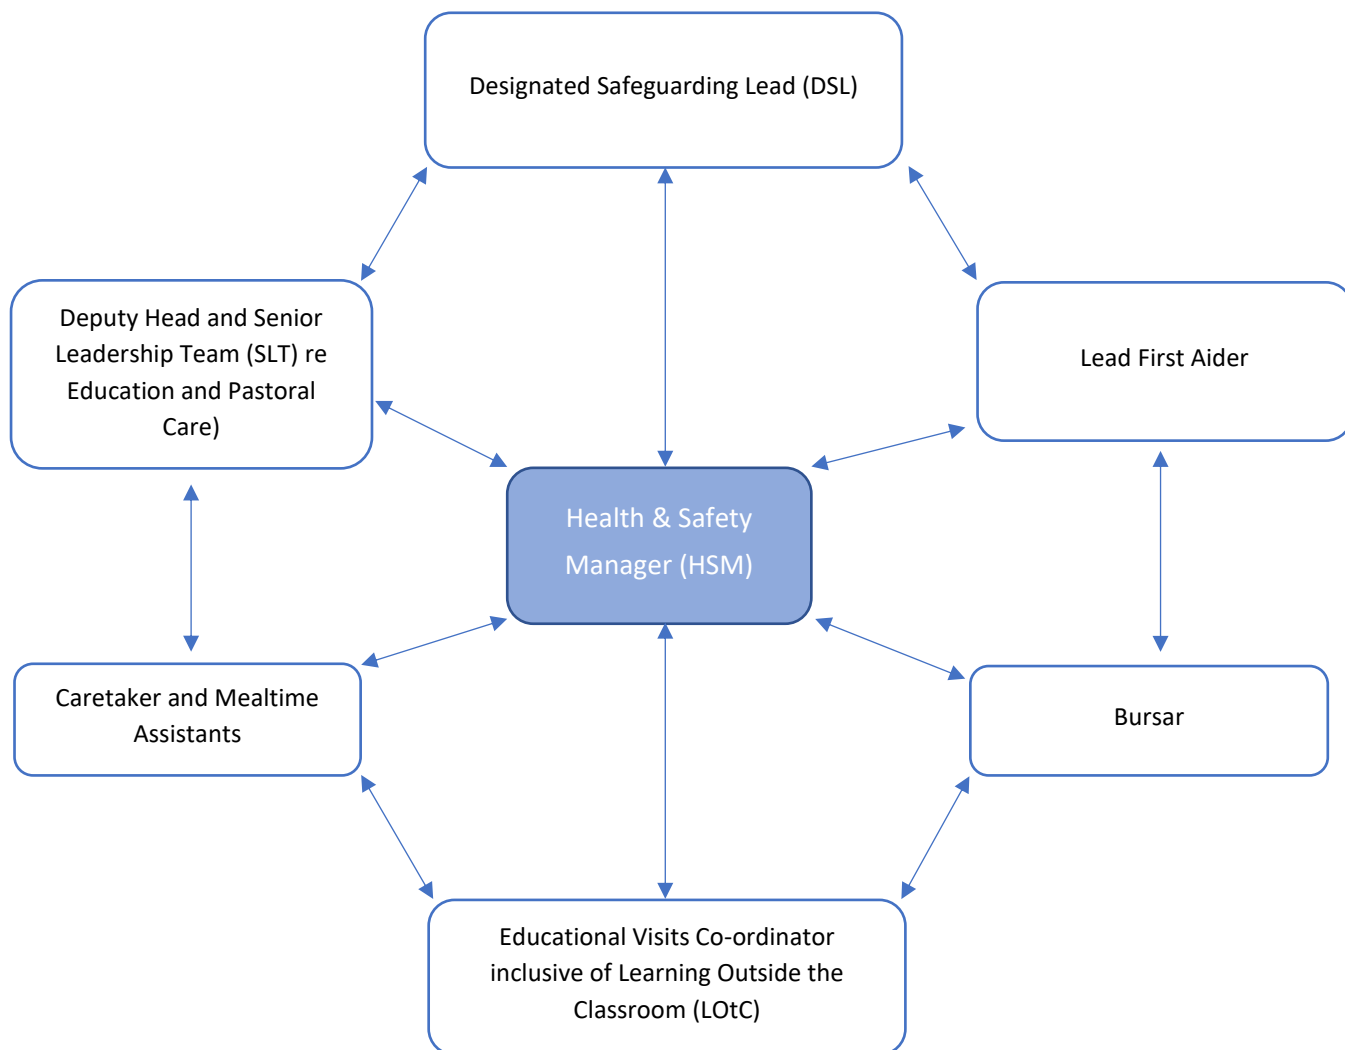 Designated Safeguarding Lead (DSL)
Deputy Head and Senior
Leadership Team (SLT) re
Education and Pastoral
Care)
Lead First Aider
Health & Safety
Manager (HSM)
Caretaker and Mealtime
Assistants
Bursar
Educational Visits Co-ordinator
inclusive of Learning Outside the
Classroom (LOtC)